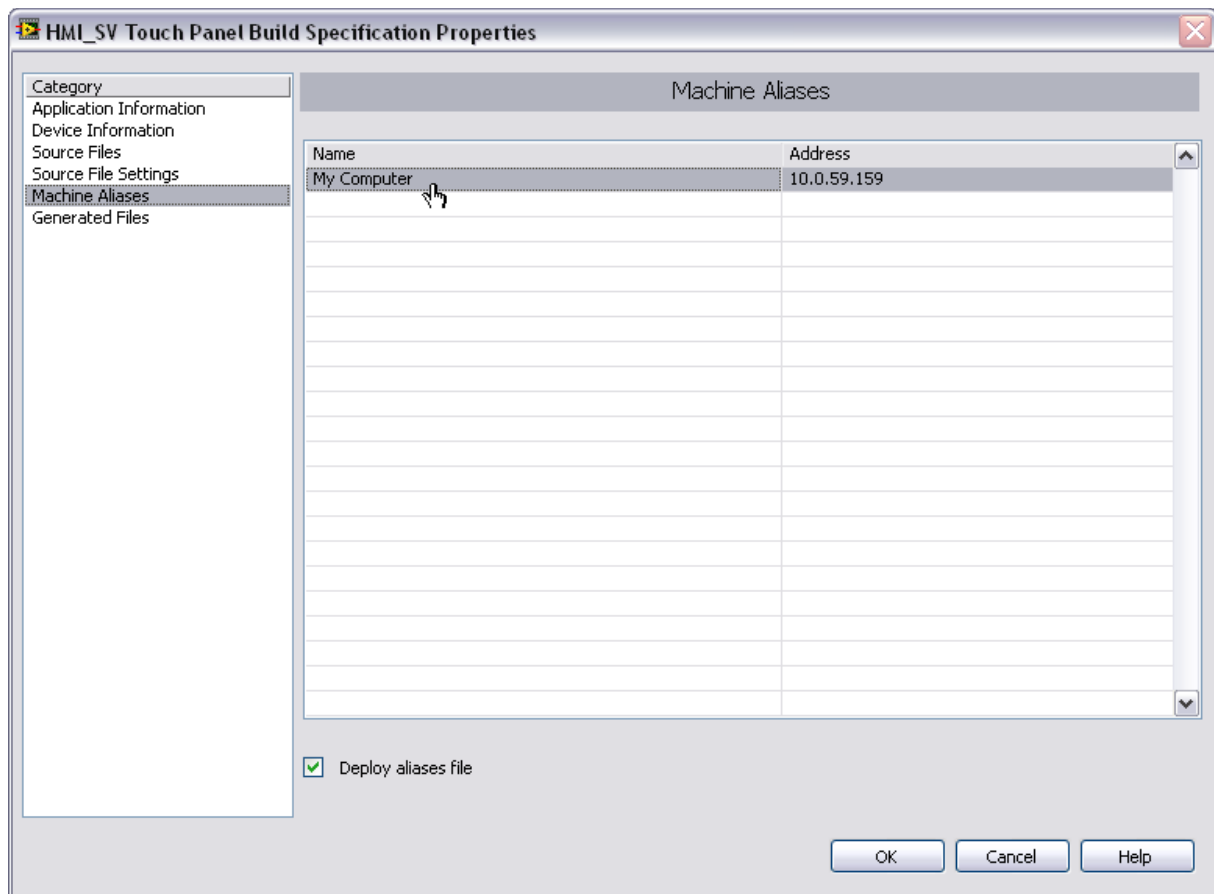 HMI_SV Touch Panel Build Specification Properties
Category
Application Information
Device Information
Source Files
Source File Settings
Machine Aliases
Generated Files
Machine Aliases
Name Address
My Computer 10.0.59.159
Deploy aliases file
OK Cancel Help